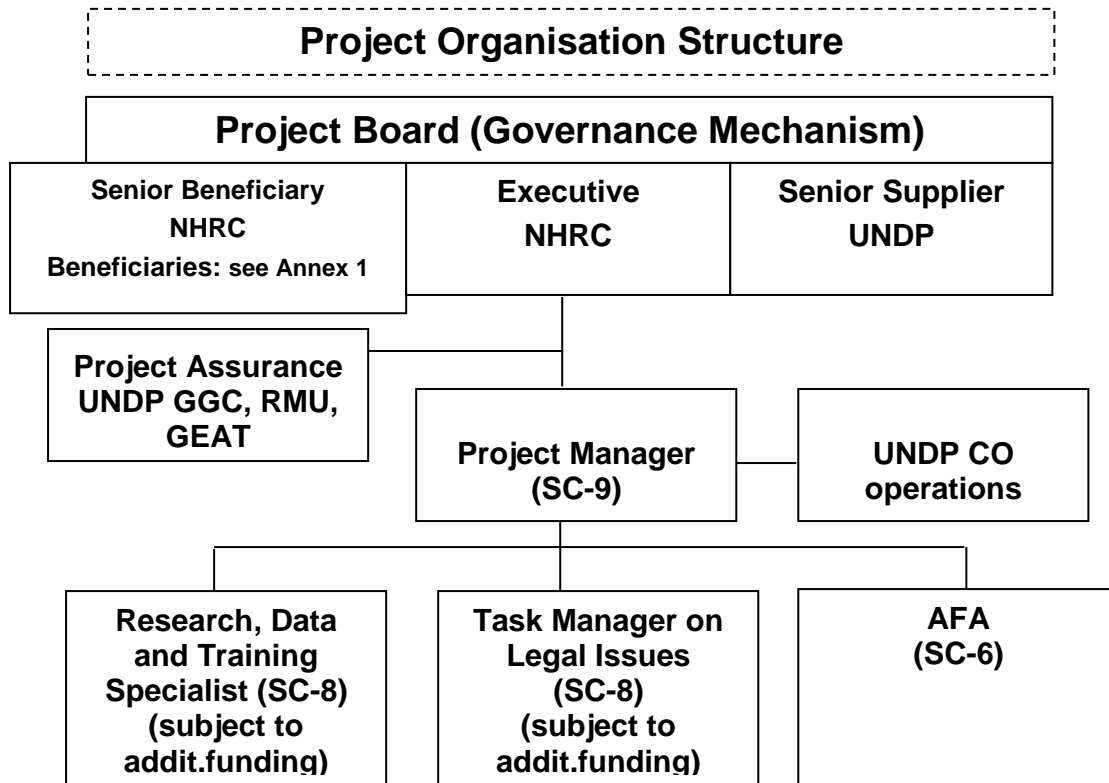 Project Organisation Structure
Project Board (Governance Mechanism)
Senior Beneficiary
NHRC
Beneficiaries: see Annex 1
Executive
NHRC
Senior Supplier
UNDP
Project Assurance
UNDP GGC, RMU,
GEAT
Project Manager
(SC-9)
UNDP CO
operations
Research, Data
and Training
Specialist (SC-8)
(subject to
addit.funding)
Task Manager on
Legal Issues
(SC-8)
(subject to
addit.funding)
AFA
(SC-6)